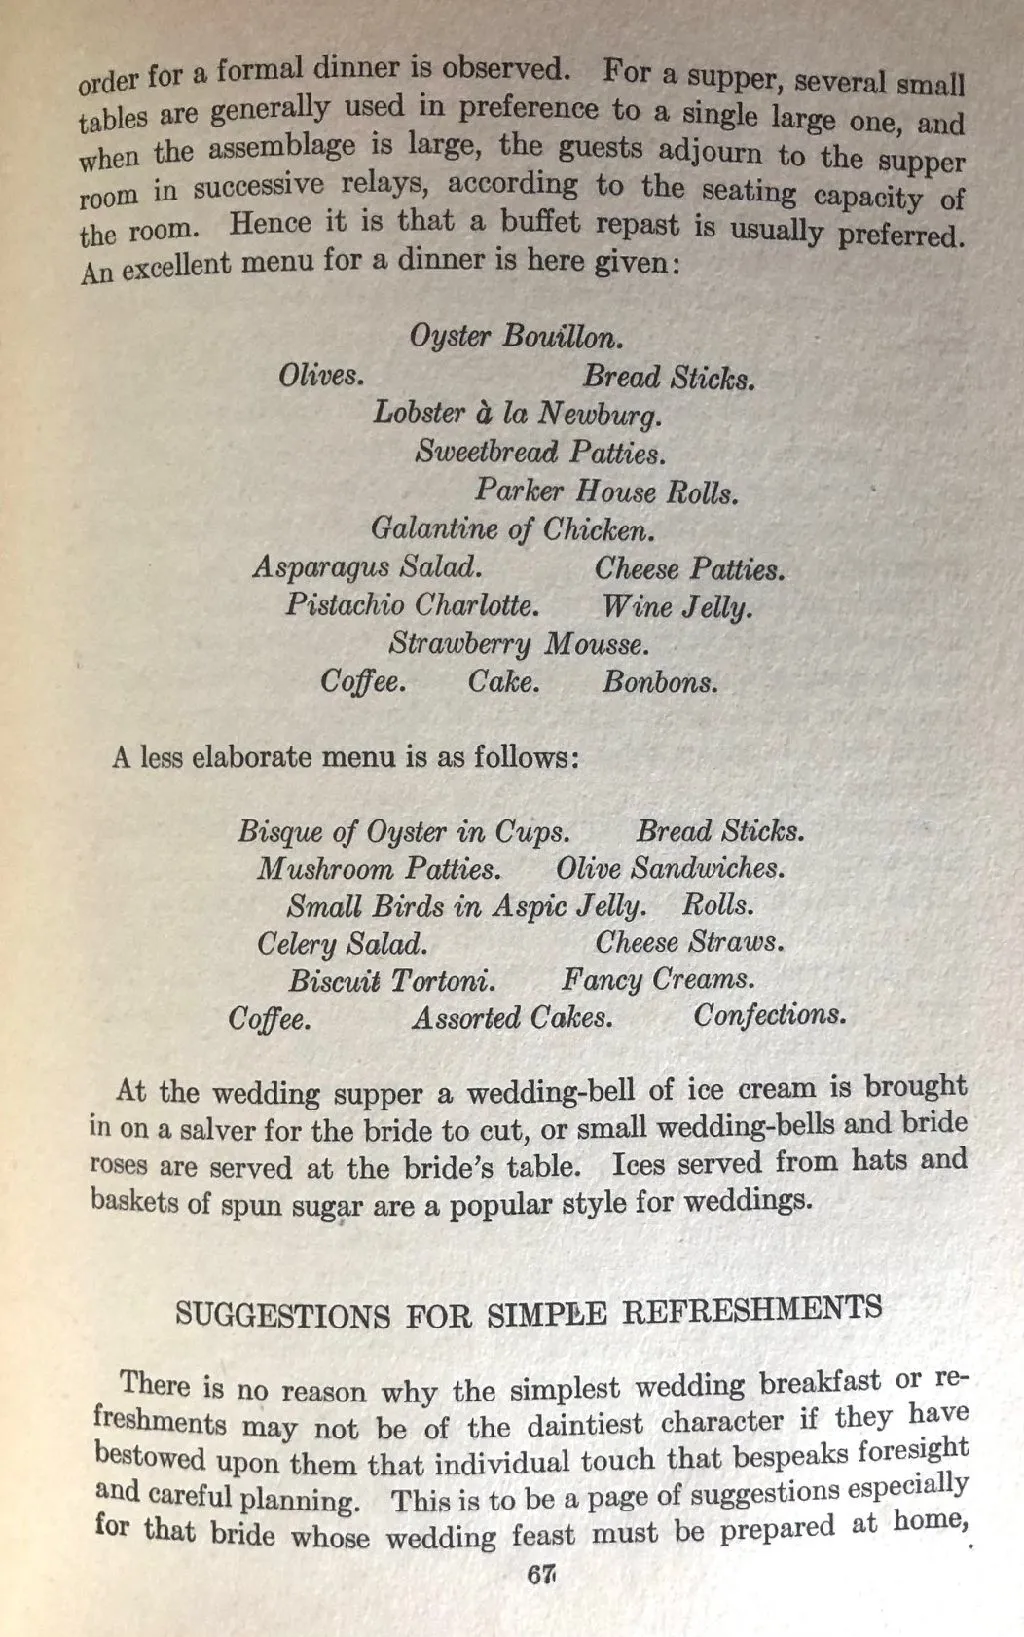 order for a formal dinner is observed. For a supper, several small
tables are generally used in preference to a single large one, and
when the assemblage is large, the guests adjourn to the supper
room in successive relays, according to the seating capacity of
the room. Hence it is that a buffet repast is usually preferred.
An excellent menu for a dinner is here given:
Oyster Bouillon.
Olives. Bread Sticks.
Lobster à la Newburg.
Sweetbread Patties.
Parker House Rolls.
Galantine of Chicken.
Asparagus Salad. Cheese Patties.
Pistachio Charlotte. Wine Jelly.
Strawberry Mousse.
Coffee. Cake. Bonbons.
A less elaborate menu is as follows:
Bisque of Oyster in Cups. Bread Sticks.
Mushroom Patties. Olive Sandwiches.
Small Birds in Aspic Jelly. Rolls.
Celery Salad. Cheese Straws.
Biscuit Tortoni. Fancy Creams.
Coffee. Assorted Cakes. Confections.
At the wedding supper a wedding-bell of ice cream is brought
in on a salver for the bride to cut, or small wedding-bells and bride
roses are served at the bride's table. Ices served from hats and
baskets of spun sugar are a popular style for weddings.
SUGGESTIONS FOR SIMPLE REFRESHMENTS
There is no reason why the simplest wedding breakfast or re-
freshments may not be of the daintiest character if they have
bestowed upon them that individual touch that bespeaks foresight
and careful planning. This is to be a page of suggestions especially
for that bride whose wedding feast must be prepared at home,
67